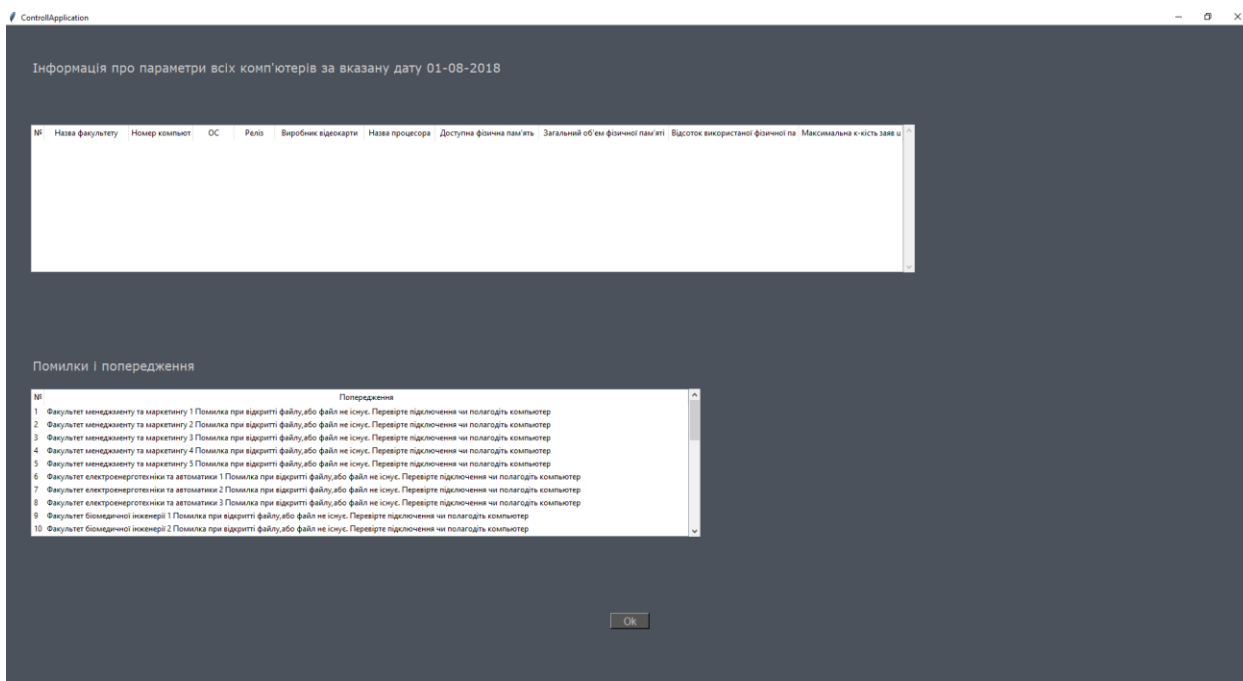 ControllApplication
Інформація про параметри всіх комп'ютерів за вказану дату 01-08-2018
№ Назва факультету Номер компьют ОС Реліз Виробник відеокарти Назва процесора Доступна фізична пам'ять Загальний об'єм фізичної пам'яті Відсоток використаної фізичної па Максимальна к-кість заяв ц
Помилки і попередження
№ Попередження
1 Факультет менеджменту та маркетингу 1 Помилка при відкритті файлу,або файл не існує. Перевірте підключення чи полагодіть компьютер
2 Факультет менеджменту та маркетингу 2 Помилка при відкритті файлу,або файл не існує. Перевірте підключення чи полагодіть компьютер
3 Факультет менеджменту та маркетингу 3 Помилка при відкритті файлу,або файл не існує. Перевірте підключення чи полагодіть компьютер
4 Факультет менеджменту та маркетингу 4 Помилка при відкритті файлу,або файл не існує. Перевірте підключення чи полагодіть компьютер
5 Факультет менеджменту та маркетингу 5 Помилка при відкритті файлу,або файл не існує. Перевірте підключення чи полагодіть компьютер
6 Факультет електроенерготехніки та автоматики 1 Помилка при відкритті файлу,або файл не існує. Перевірте підключення чи полагодіть компьютер
7 Факультет електроенерготехніки та автоматики 2 Помилка при відкритті файлу,або файл не існує. Перевірте підключення чи полагодіть компьютер
8 Факультет електроенерготехніки та автоматики 3 Помилка при відкритті файлу,або файл не існує. Перевірте підключення чи полагодіть компьютер
9 Факультет біомедичної інженерії 1 Помилка при відкритті файлу,або файл не існує. Перевірте підключення чи полагодіть компьютер
10 Факультет біомедичної інженерії 2 Помилка при відкритті файлу,або файл не існує. Перевірте підключення чи полагодіть компьютер
Ok